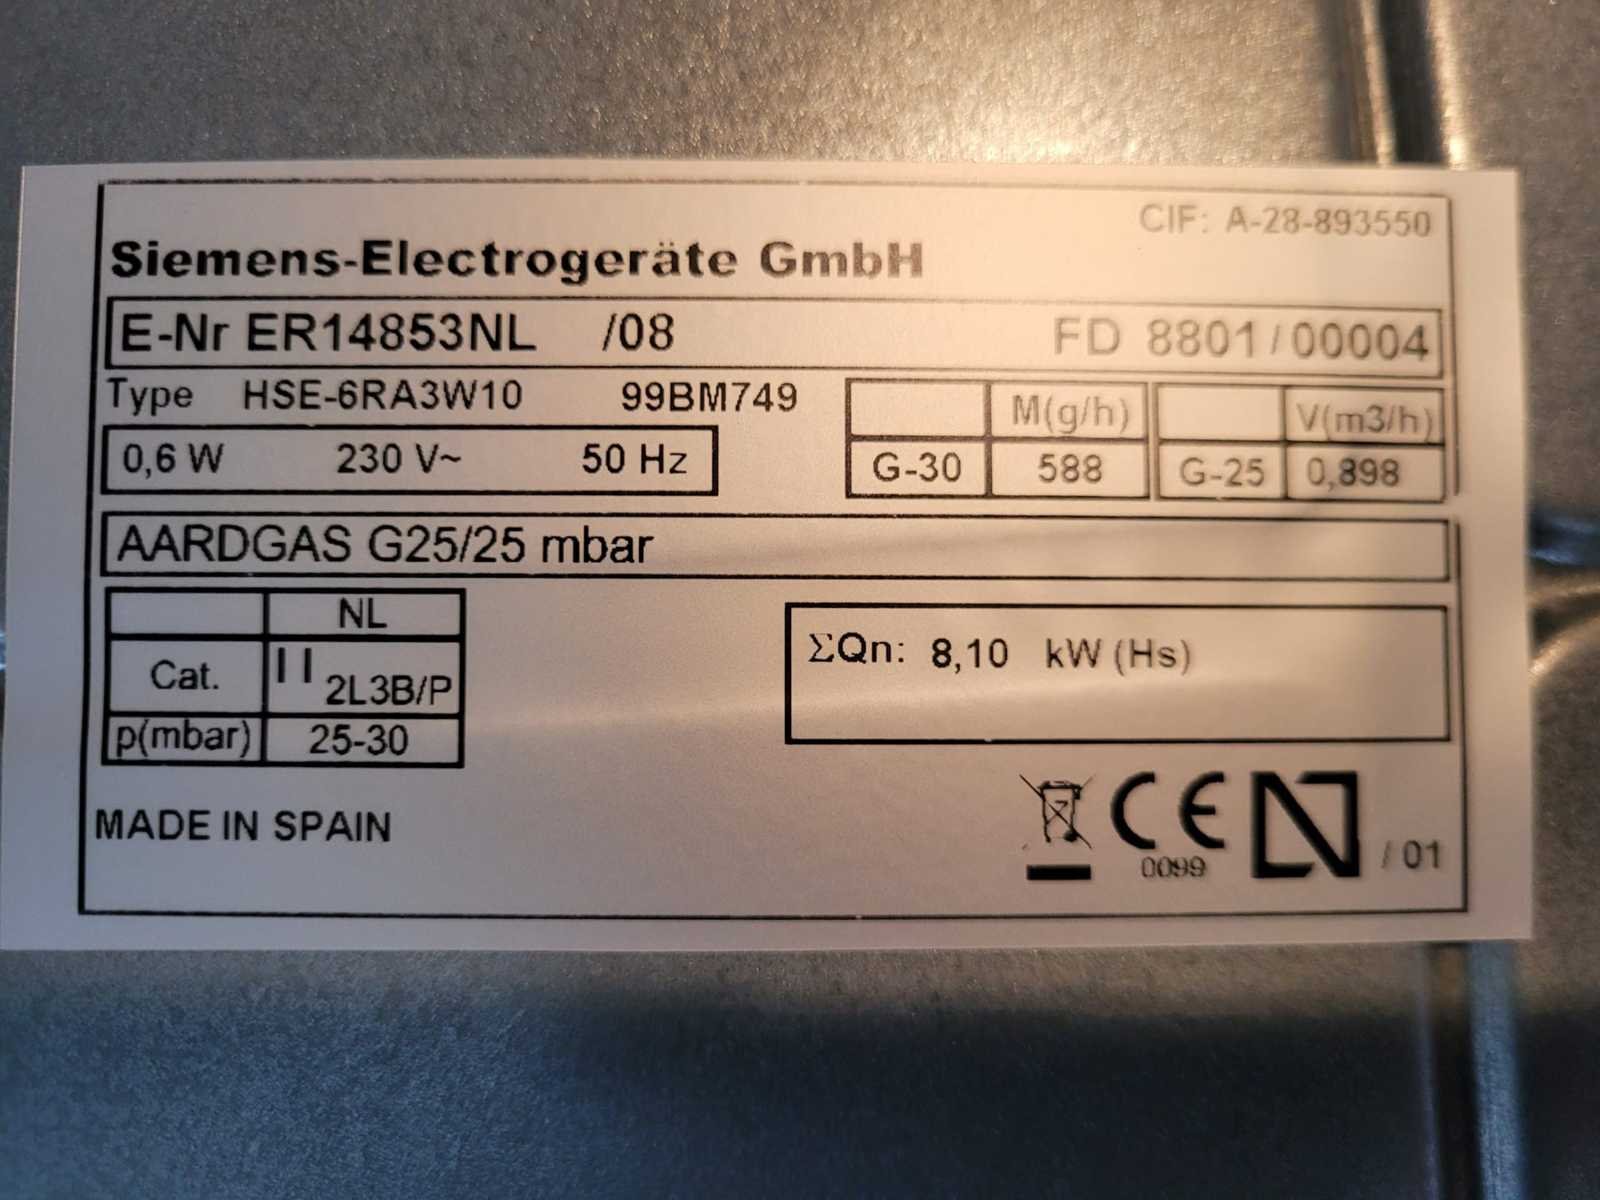 CIF: A-28-893550
Siemens-Electrogeräte GmbH
E-Nr ER14853NL /08 FD 8801/00004
Type HSE-6RA3W10 99BM749
M(g/h) V(m3/h)
0,6 W 230 V~ 50 Hz
G-30 588 G-25 0,898
AARDGAS G25/25 mbar
NL
Cat. II 2L3B/P
p(mbar) 25-30
ΣQn: 8,10 kW (Hs)
MADE IN SPAIN
CE
0099
/ 01